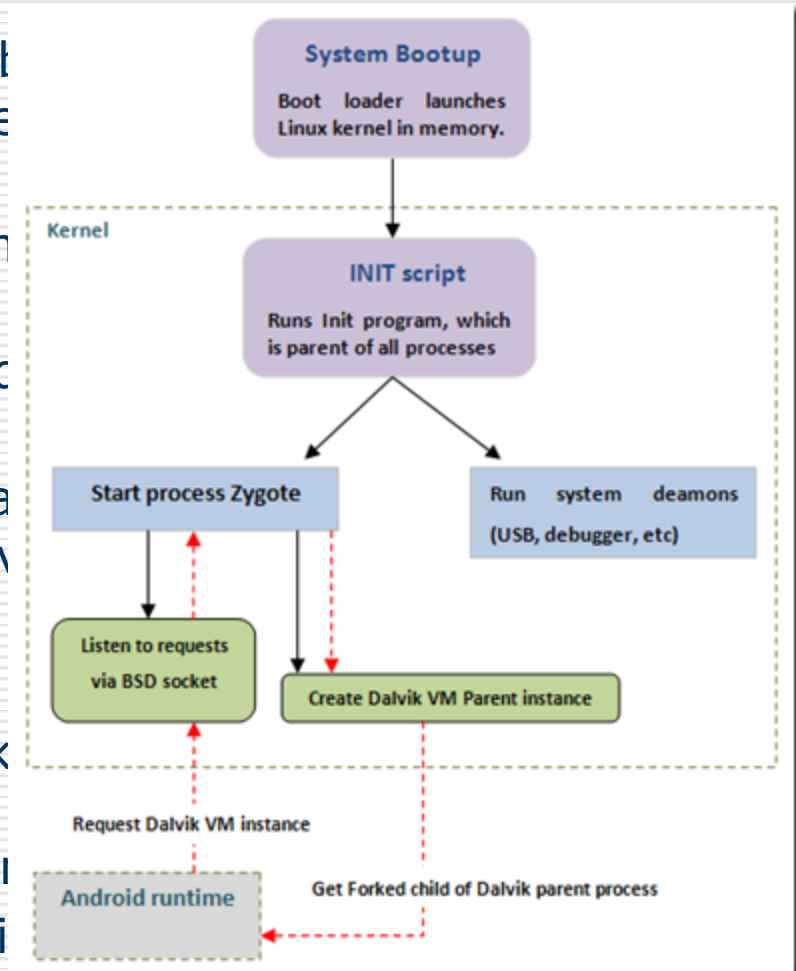 System Bootup
Boot loader launches
Linux kernel in memory.
Kernel
INIT script
Runs Init program, which
is parent of all processes
Start process Zygote
Run system deamons
(USB, debugger, etc)
Listen to requests
via BSD socket
Create Dalvik VM Parent instance
Request Dalvik VM instance
Get Forked child of Dalvik parent process
Android runtime